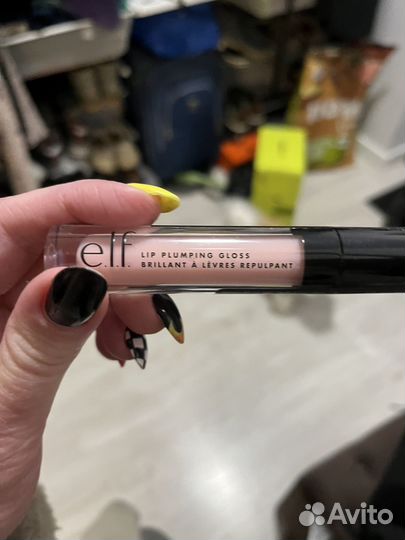 e.l.f.
LIP PLUMPING GLOSS
BRILLANT À LÈVRES REPULPANT
Avito